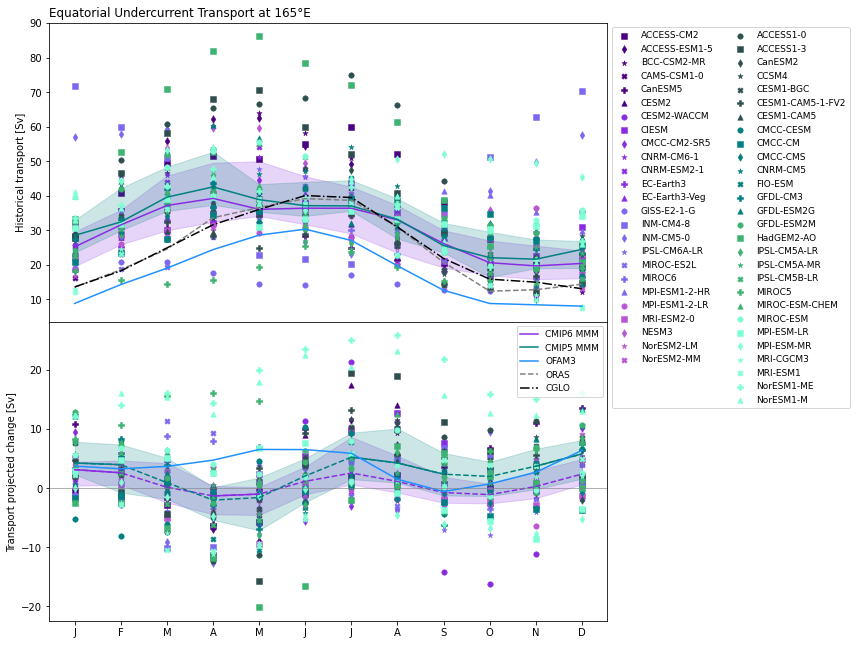 Equatorial Undercurrent Transport at 165°E
Historical transport [Sv]
90
80
70
60
50
40
30
20
10
Transport projected change [Sv]
20
10
0
−10
−20
J F M A M J J A S O N D
CMIP6 MMM
CMIP5 MMM
OFAM3
ORAS
CGLO
ACCESS-CM2
ACCESS-ESM1-5
BCC-CSM2-MR
CAMS-CSM1-0
CanESM5
CESM2
CESM2-WACCM
CIESM
CMCC-CM2-SR5
CNRM-CM6-1
CNRM-ESM2-1
EC-Earth3
EC-Earth3-Veg
GISS-E2-1-G
INM-CM4-8
INM-CM5-0
IPSL-CM6A-LR
MIROC-ES2L
MIROC6
MPI-ESM1-2-HR
MPI-ESM1-2-LR
MRI-ESM2-0
NESM3
NorESM2-LM
NorESM2-MM
ACCESS1-0
ACCESS1-3
CanESM2
CCSM4
CESM1-BGC
CESM1-CAM5-1-FV2
CESM1-CAM5
CMCC-CESM
CMCC-CM
CMCC-CMS
CNRM-CM5
FIO-ESM
GFDL-CM3
GFDL-ESM2G
GFDL-ESM2M
HadGEM2-AO
IPSL-CM5A-LR
IPSL-CM5A-MR
IPSL-CM5B-LR
MIROC5
MIROC-ESM-CHEM
MIROC-ESM
MPI-ESM-LR
MPI-ESM-MR
MRI-CGCM3
MRI-ESM1
NorESM1-ME
NorESM1-M